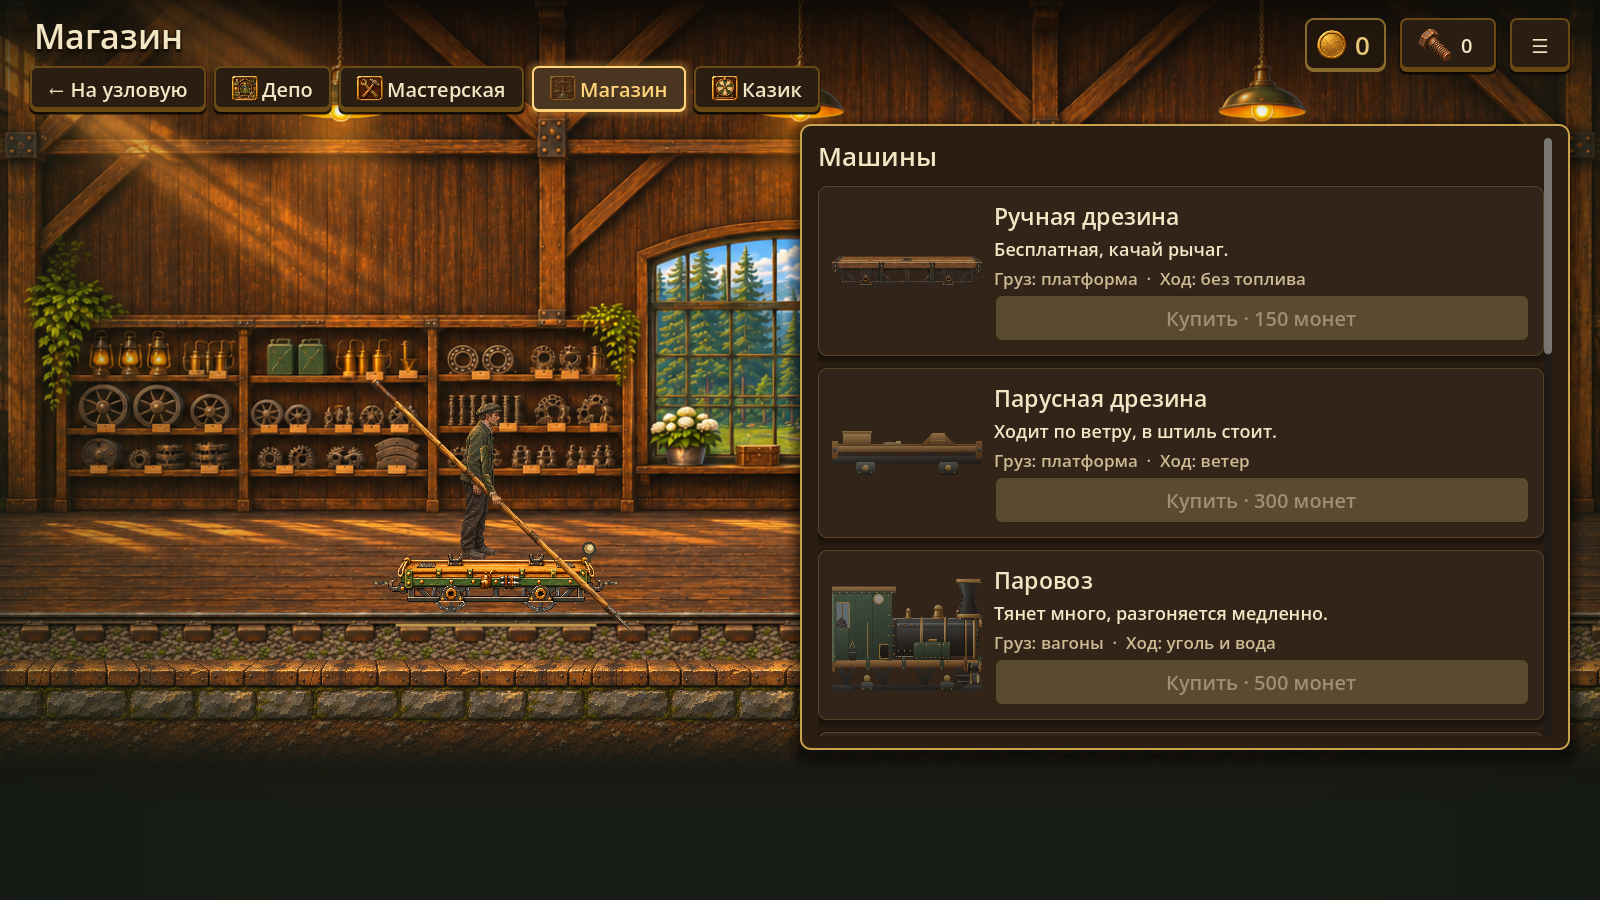 Магазин
0
0
☰
← На узловую
Депо
Мастерская
Магазин
Казик
Машины
Ручная дрезина
Бесплатная, качай рычаг.
Груз: платформа · Ход: без топлива
Купить · 150 монет
Парусная дрезина
Ходит по ветру, в штиль стоит.
Груз: платформа · Ход: ветер
Купить · 300 монет
Паровоз
Тянет много, разгоняется медленно.
Груз: вагоны · Ход: уголь и вода
Купить · 500 монет